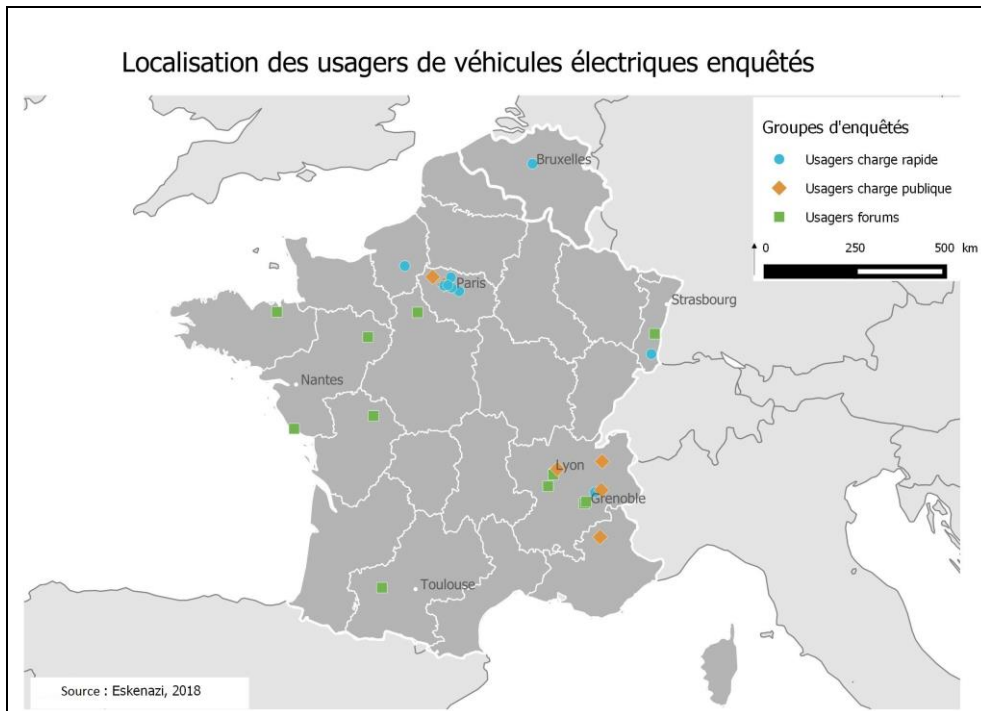 Localisation des usagers de véhicules électriques enquêtés
Groupes d'enquêtés
Usagers charge rapide
Usagers charge publique
Usagers forums
0 250 500 km
Bruxelles
Paris
Strasbourg
Nantes
Lyon
Grenoble
Toulouse
Source : Eskenazi, 2018